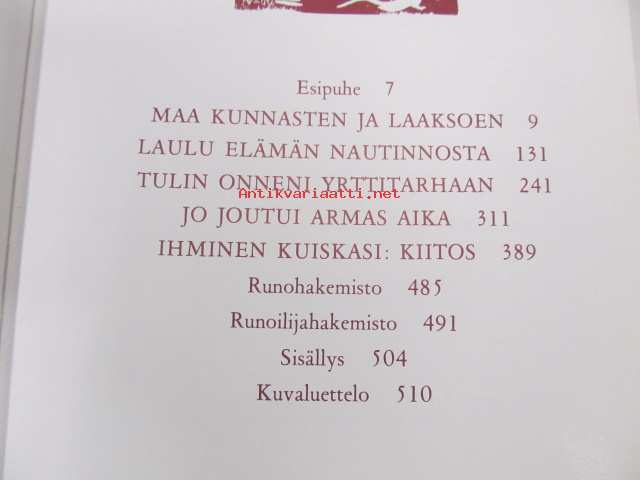 Esipuhe 7
MAA KUNNASTEN JA LAAKSOEN 9
LAULU ELÄMÄN NAUTINNOSTA 131
TULIN ONNENI YRTTITARHAAN 241
Antikvariaatti.net
JO JOUTUI ARMAS AIKA 311
IHMINEN KUISKASI: KIITOS 389
Runohakemisto 485
Runoilijahakemisto 491
Sisällys 504
Kuvaluettelo 510